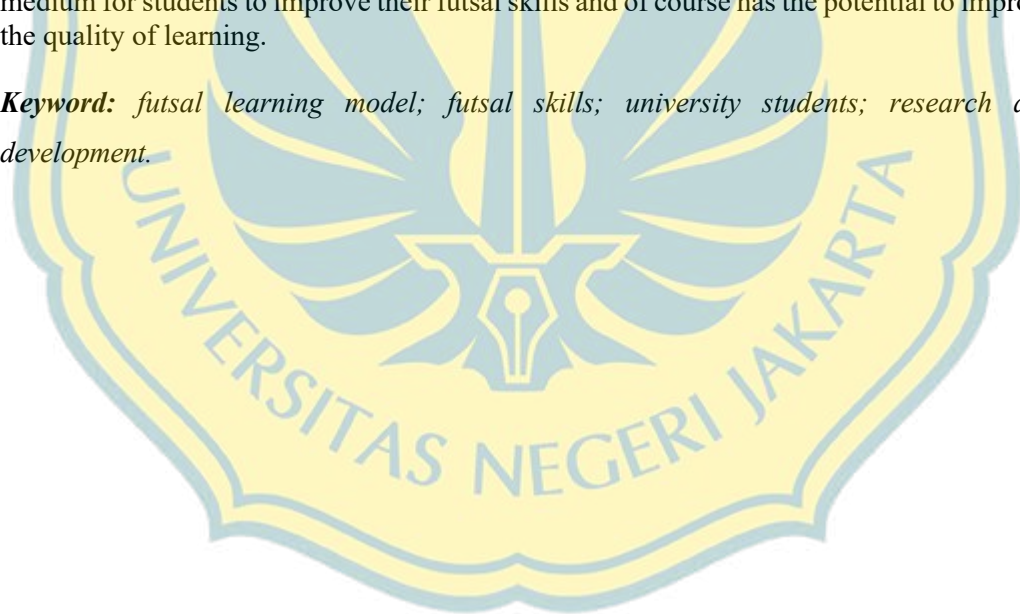 medium for students to improve their futsal skills and of course has the potential to
the quality of learning.
Keyword: futsal learning model; futsal skills; university students; research
development.
UNIVERSITAS NEGERI JAKARTA